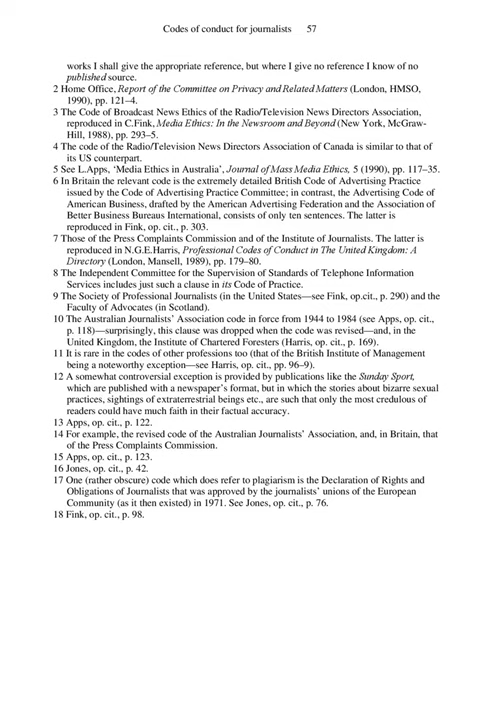 Codes of conduct for journalists 57
works I shall give the appropriate reference, but where I give no reference I know of no
published source.
2 Home Office, Report of the Committee on Privacy and Related Matters (London, HMSO,
1990), pp. 121–4.
3 The Code of Broadcast News Ethics of the Radio/Television News Directors Association,
reproduced in C.Fink, Media Ethics: In the Newsroom and Beyond (New York, McGraw-
Hill, 1988), pp. 293–5.
4 The code of the Radio/Television News Directors Association of Canada is similar to that of
its US counterpart.
5 See L.Apps, ‘Media Ethics in Australia’, Journal of Mass Media Ethics, 5 (1990), pp. 117–35.
6 In Britain the relevant code is the extremely detailed British Code of Advertising Practice
issued by the Code of Advertising Practice Committee; in contrast, the Advertising Code of
American Business, drafted by the American Advertising Federation and the Association of
Better Business Bureaus International, consists of only ten sentences. The latter is
reproduced in Fink, op. cit., p. 303.
7 Those of the Press Complaints Commission and of the Institute of Journalists. The latter is
reproduced in N.G.E.Harris, Professional Codes of Conduct in The United Kingdom: A
Directory (London, Mansell, 1989), pp. 179–80.
8 The Independent Committee for the Supervision of Standards of Telephone Information
Services includes just such a clause in its Code of Practice.
9 The Society of Professional Journalists (in the United States—see Fink, op.cit., p. 290) and the
Faculty of Advocates (in Scotland).
10 The Australian Journalists’ Association code in force from 1944 to 1984 (see Apps, op. cit.,
p. 118)—surprisingly, this clause was dropped when the code was revised—and, in the
United Kingdom, the Institute of Chartered Foresters (Harris, op. cit., p. 169).
11 It is rare in the codes of other professions too (that of the British Institute of Management
being a noteworthy exception—see Harris, op. cit., pp. 96–9).
12 A somewhat controversial exception is provided by publications like the Sunday Sport,
which are published with a newspaper’s format, but in which the stories about bizarre sexual
practices, sightings of extraterrestrial beings etc., are such that only the most credulous of
readers could have much faith in their factual accuracy.
13 Apps, op. cit., p. 122.
14 For example, the revised code of the Australian Journalists’ Association, and, in Britain, that
of the Press Complaints Commission.
15 Apps, op. cit., p. 123.
16 Jones, op. cit., p. 42.
17 One (rather obscure) code which does refer to plagiarism is the Declaration of Rights and
Obligations of Journalists that was approved by the journalists’ unions of the European
Community (as it then existed) in 1971. See Jones, op. cit., p. 76.
18 Fink, op. cit., p. 98.